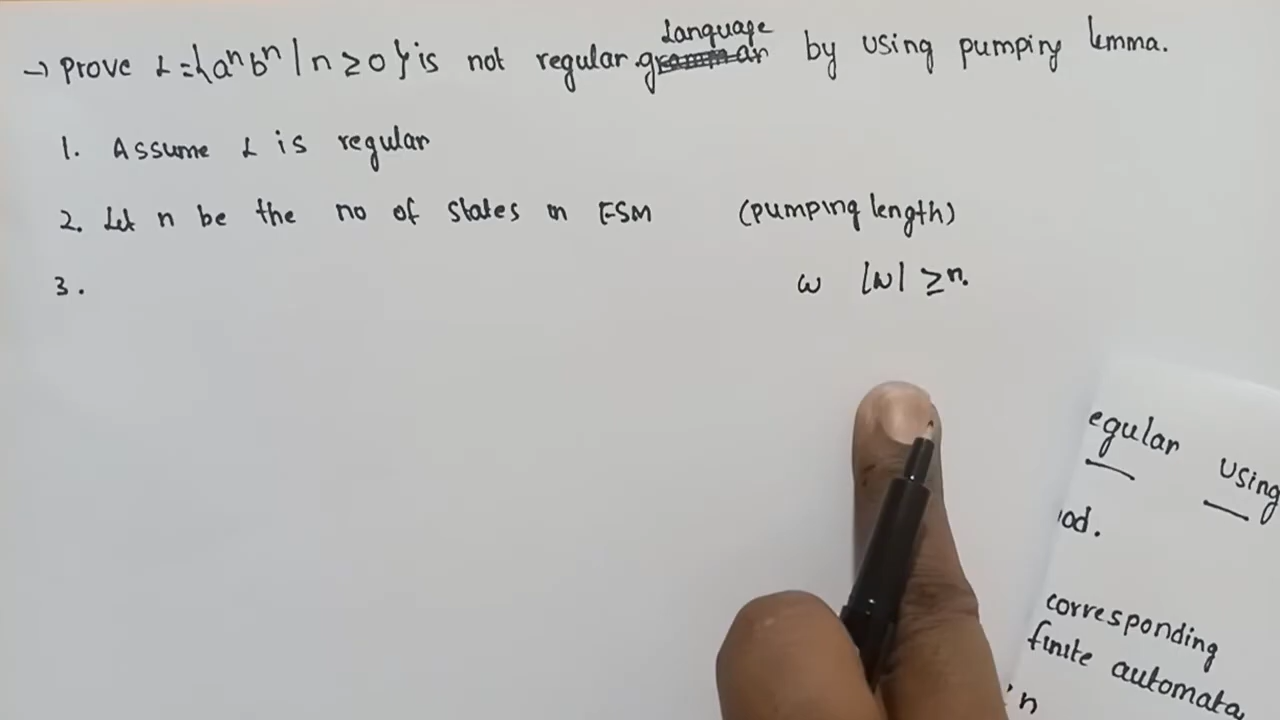 → Prove L = {aⁿbⁿ | n ≥ 0} is not regular Language by using pumping lemma.
1. Assume L is regular
2. Let n be the no of states in FSM (pumping length)
3. w |w| ≥ n.
egular using
od.
corresponding
finite automata
'n